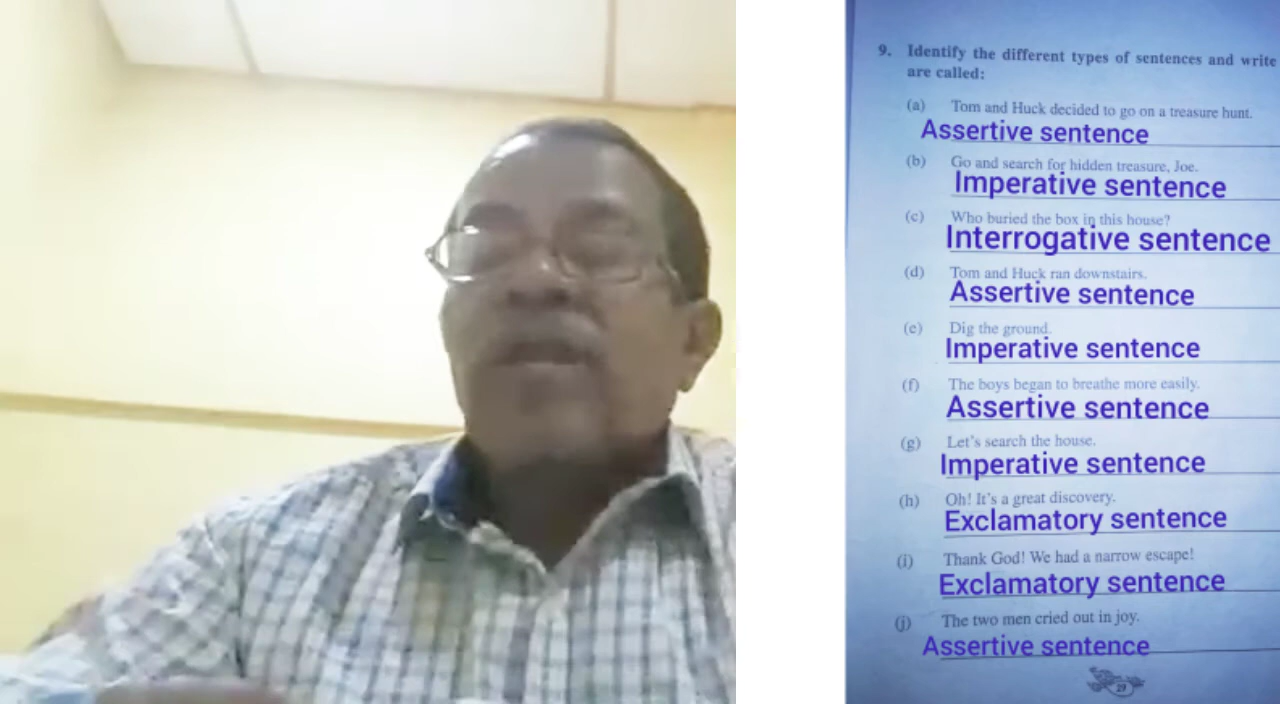 9. Identify the different types of sentences and write
are called:
(a) Tom and Huck decided to go on a treasure hunt.
Assertive sentence
(b) Go and search for hidden treasure, Joe.
Imperative sentence
(c) Who buried the box in this house?
Interrogative sentence
(d) Tom and Huck ran downstairs.
Assertive sentence
(e) Dig the ground.
Imperative sentence
(f) The boys began to breathe more easily.
Assertive sentence
(g) Let's search the house.
Imperative sentence
(h) Oh! It's a great discovery.
Exclamatory sentence
(i) Thank God! We had a narrow escape!
Exclamatory sentence
(j) The two men cried out in joy.
Assertive sentence
29